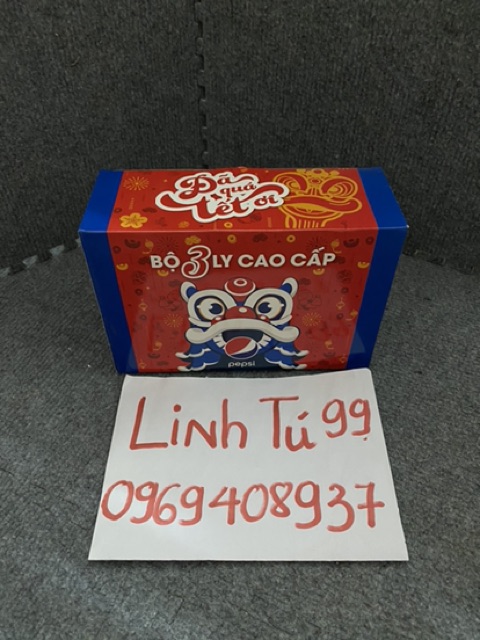 Đã
quá
Tết ơi
BỘ 3 LY CAO CẤP
pepsi
Linh Tú 99
0969408937